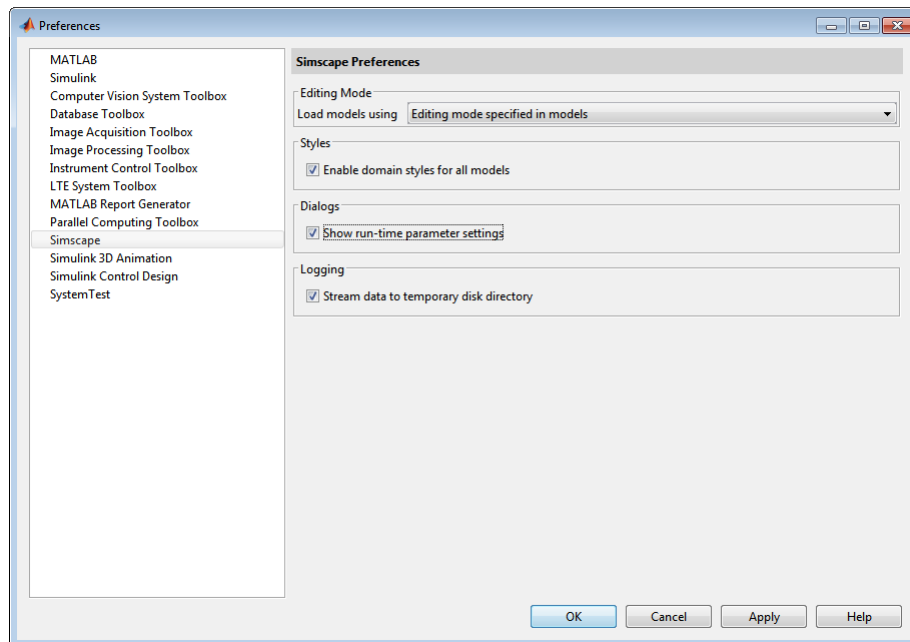 Preferences
MATLAB
Simulink
Computer Vision System Toolbox
Database Toolbox
Image Acquisition Toolbox
Image Processing Toolbox
Instrument Control Toolbox
LTE System Toolbox
MATLAB Report Generator
Parallel Computing Toolbox
Simscape
Simulink 3D Animation
Simulink Control Design
SystemTest
Simscape Preferences
Editing Mode
Load models using Editing mode specified in models
Styles
Enable domain styles for all models
Dialogs
Show run-time parameter settings
Logging
Stream data to temporary disk directory
OK Cancel Apply Help